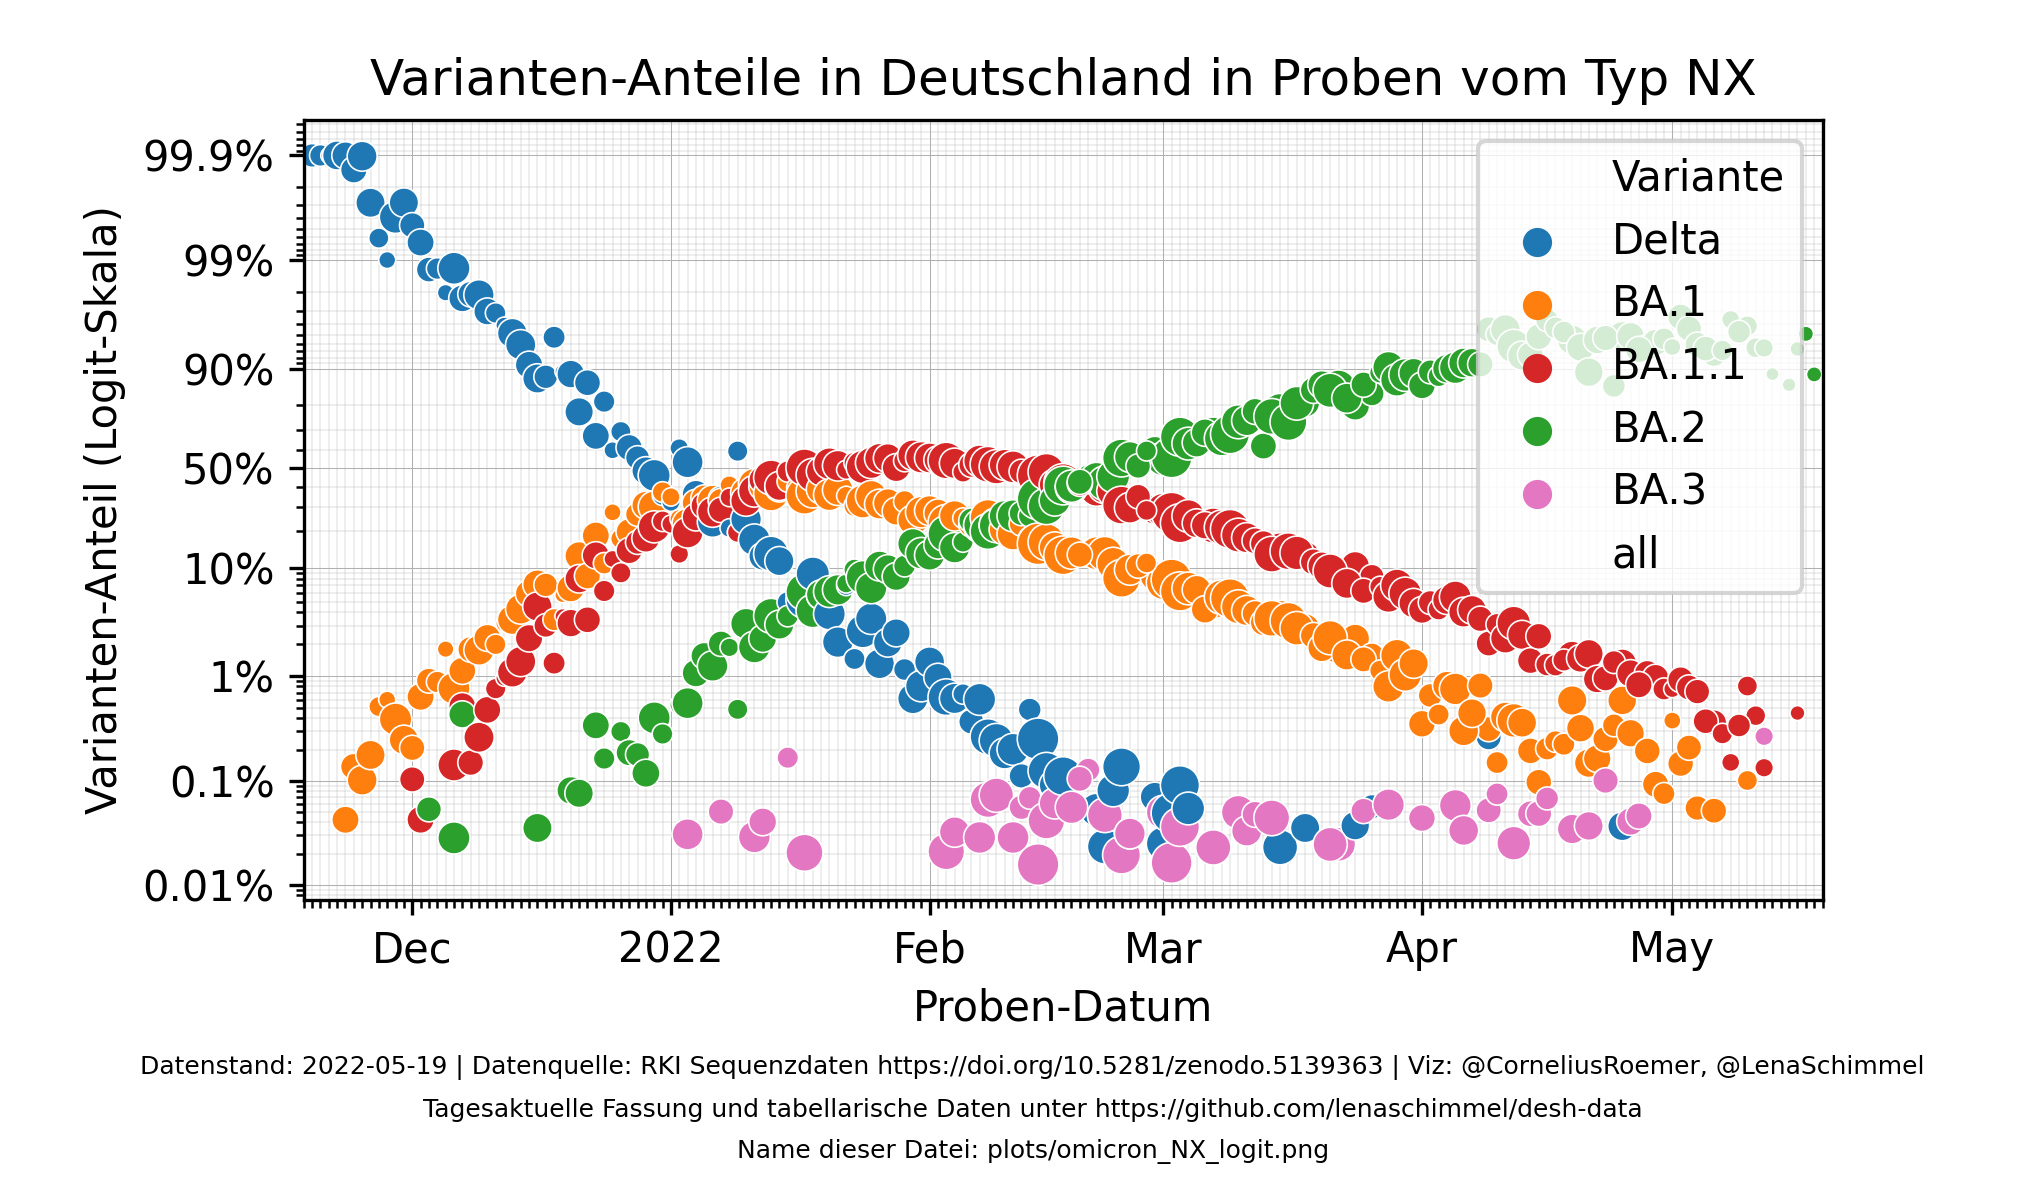 Varianten-Anteile in Deutschland in Proben vom Typ NX
Varianten-Anteil (Logit-Skala)
99.9%
99%
90%
50%
10%
1%
0.1%
0.01%
Variante
Delta
BA.1
BA.1.1
BA.2
BA.3
all
Dec 2022 Feb Mar Apr May
Proben-Datum
Datenstand: 2022-05-19 | Datenquelle: RKI Sequenzdaten https://doi.org/10.5281/zenodo.5139363 | Viz: @CorneliusRoemer, @LenaSchimmel
Tagesaktuelle Fassung und tabellarische Daten unter https://github.com/lenaschimmel/desh-data
Name dieser Datei: plots/omicron_NX_logit.png